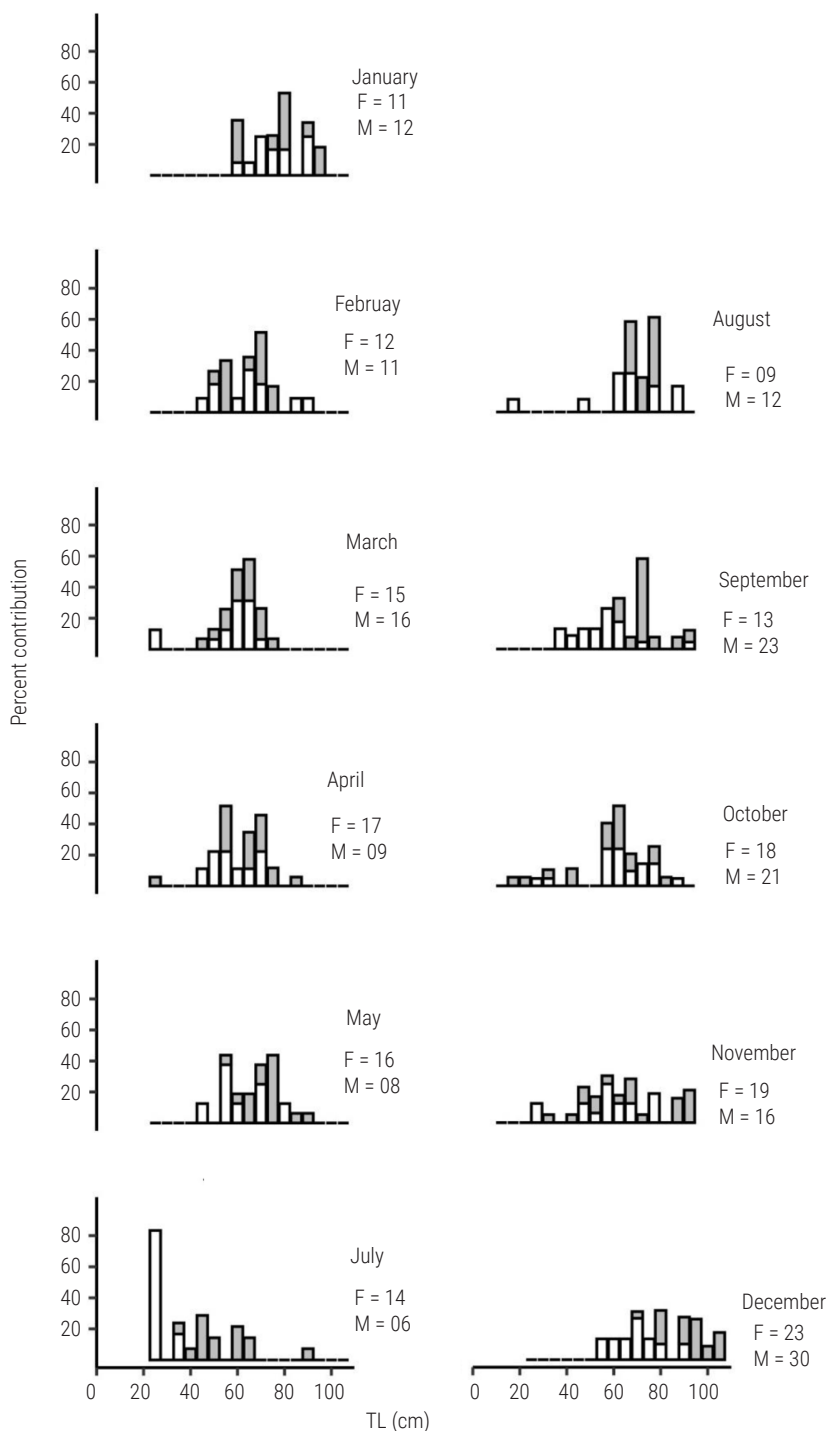 80
60
40
20
January
F = 11
M = 12
80
60
40
20
Februay
F = 12
M = 11
August
F = 09
M = 12
80
60
40
20
March
F = 15
M = 16
September
F = 13
M = 23
Percent contribution
80
60
40
20
April
F = 17
M = 09
October
F = 18
M = 21
80
60
40
20
May
F = 16
M = 08
November
F = 19
M = 16
80
60
40
20
July
F = 14
M = 06
December
F = 23
M = 30
0 20 40 60 80 100
0 20 40 60 80 100
TL (cm)